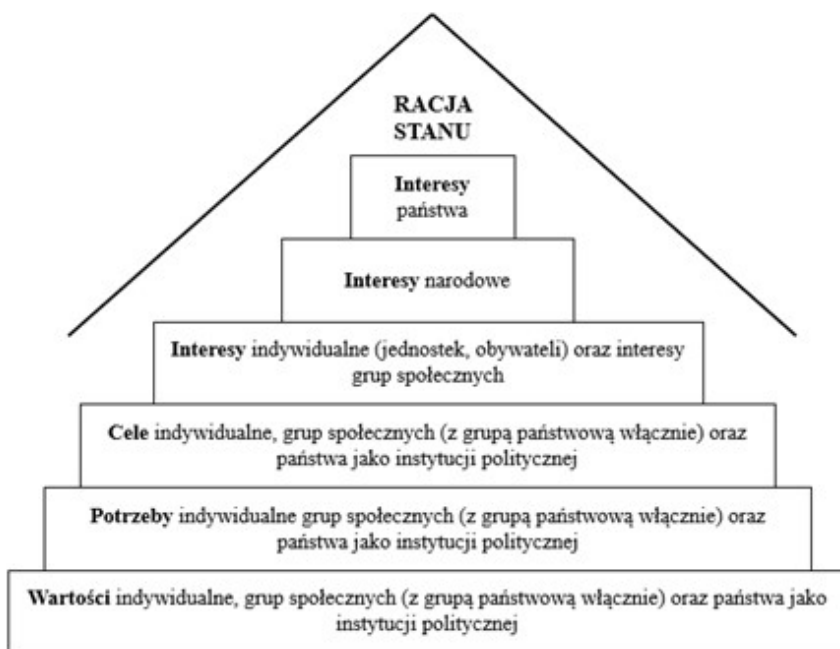 RACJA
STANU
Interesy
państwa
Interesy narodowe
Interesy indywidualne (jednostek, obywateli) oraz interesy
grup społecznych
Cele indywidualne, grup społecznych (z grupą państwową włącznie) oraz
państwa jako instytucji politycznej
Potrzeby indywidualne grup społecznych (z grupą państwową włącznie) oraz
państwa jako instytucji politycznej
Wartości indywidualne, grup społecznych (z grupą państwową włącznie) oraz państwa jako
instytucji politycznej